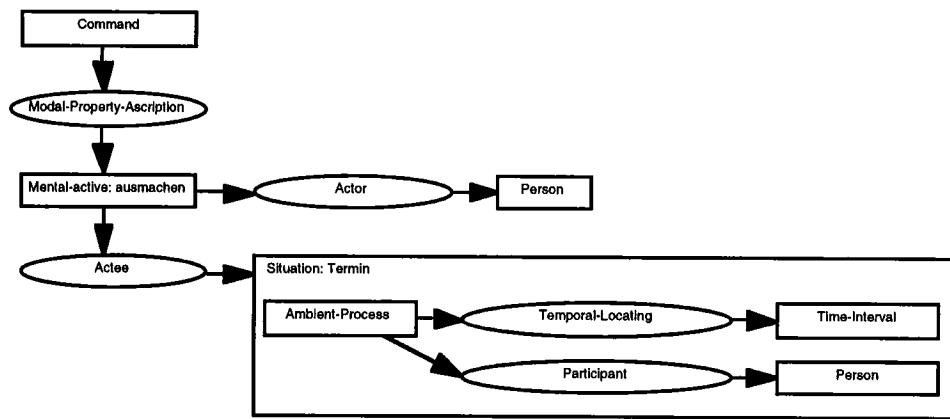 Command
Modal-Property-Ascription
Mental-active: ausmachen
Actor
Person
Actee
Situation: Termin
Ambient-Process
Temporal-Locating
Time-Interval
Participant
Person